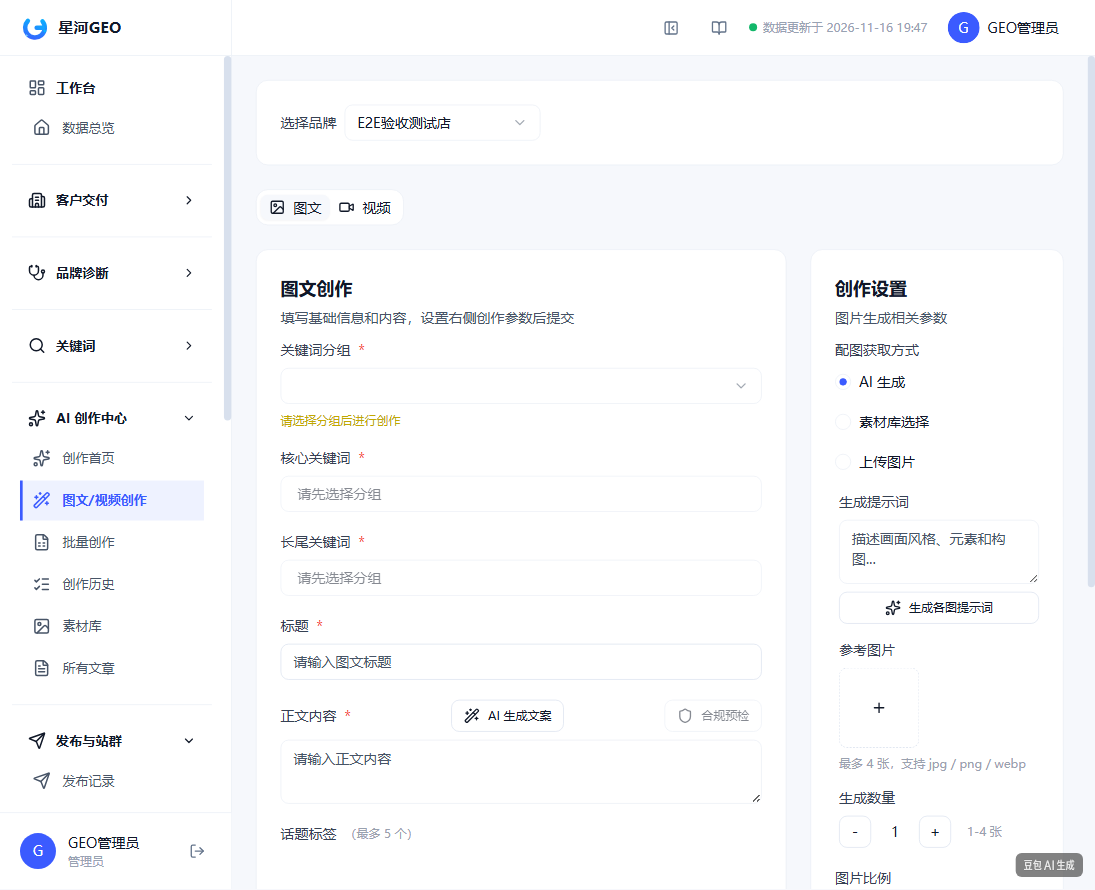 星河GEO
数据更新于 2026-11-16 19:47
G
GEO管理员
工作台
数据总览
客户交付
品牌诊断
关键词
AI 创作中心
创作首页
图文/视频创作
批量创作
创作历史
素材库
所有文章
发布与站群
发布记录
G
GEO管理员
管理员
选择品牌
E2E验收测试店
图文
视频
图文创作
填写基础信息和内容，设置右侧创作参数后提交
关键词分组 *
请选择分组后进行创作
核心关键词 *
请先选择分组
长尾关键词 *
请先选择分组
标题 *
请输入图文标题
正文内容 *
AI 生成文案
合规预检
请输入正文内容
话题标签 （最多 5 个）
创作设置
图片生成相关参数
配图获取方式
AI 生成
素材库选择
上传图片
生成提示词
描述画面风格、元素和构
图...
生成各图提示词
参考图片
+
最多 4 张，支持 jpg / png / webp
生成数量
- 1 + 1-4 张
图片比例
豆包 AI 生成